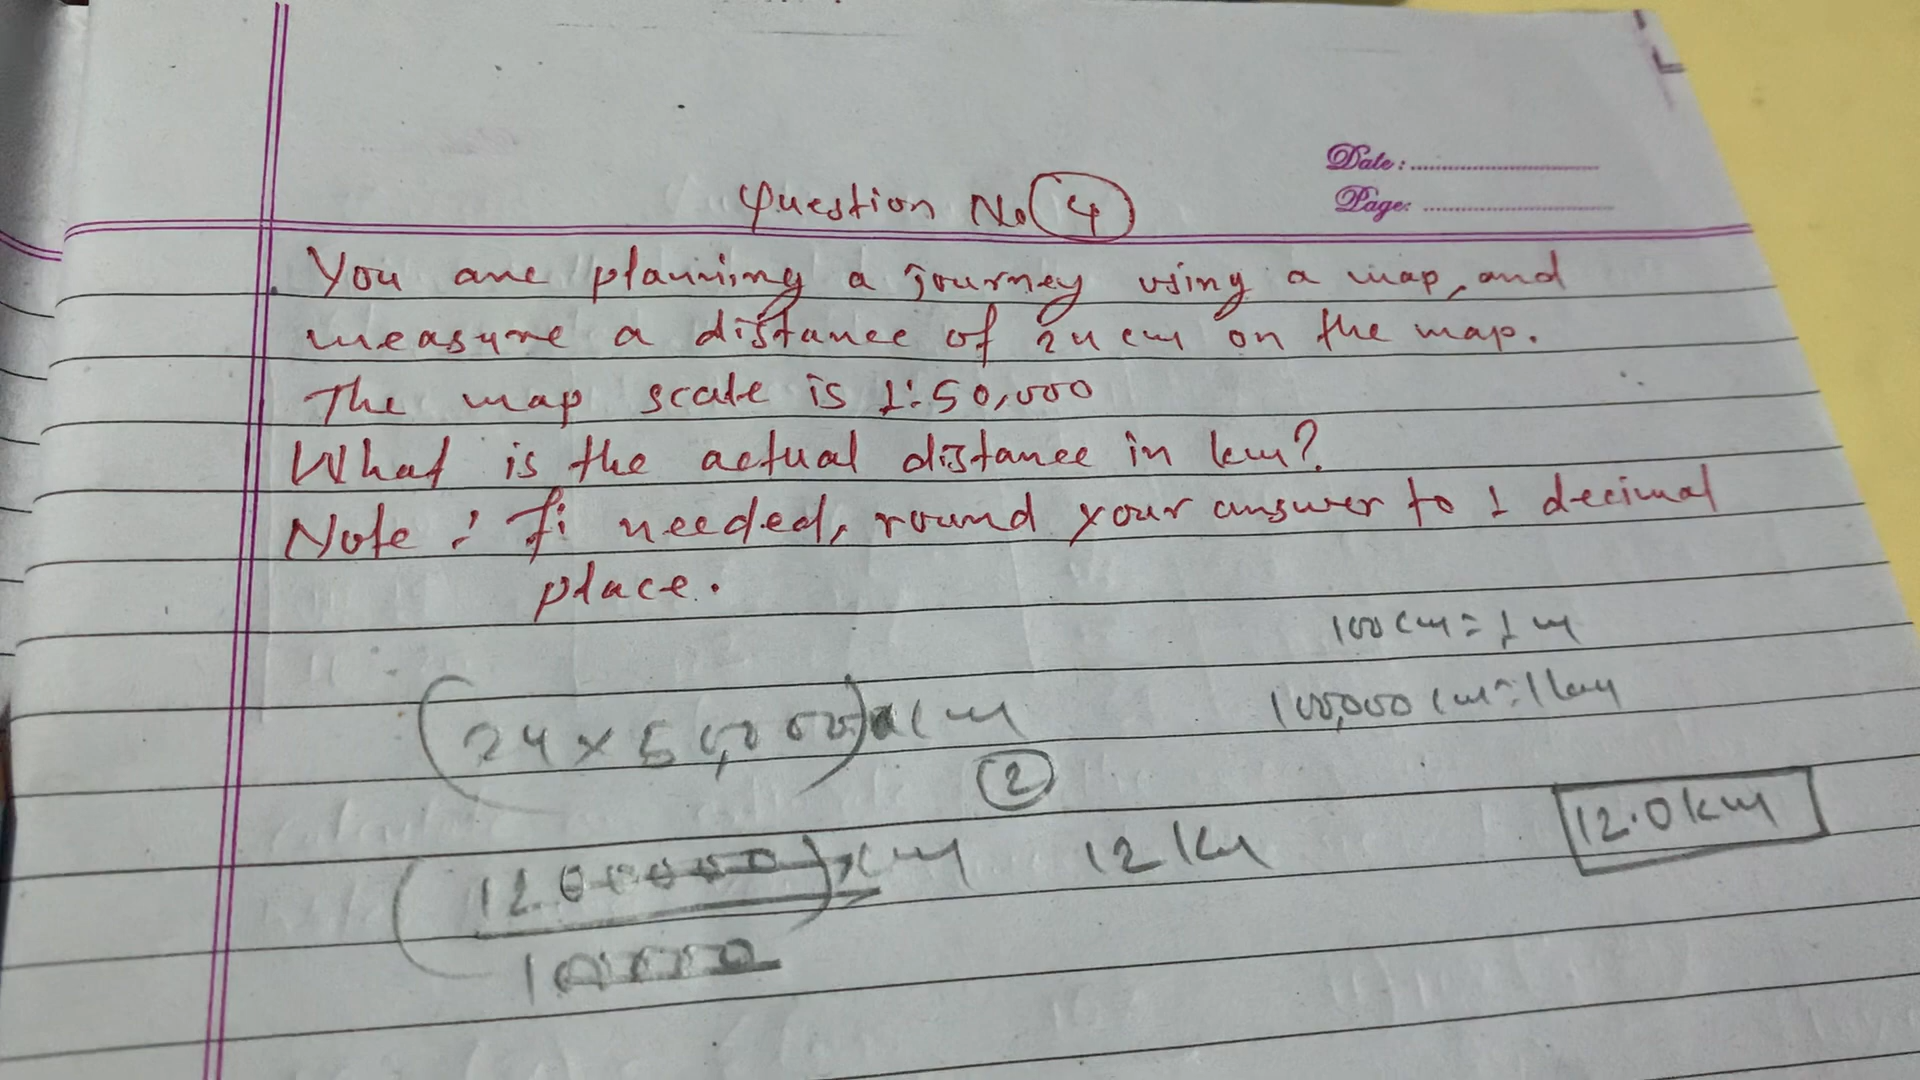 Date:
Page:
Question No 4
You are planning a journey using a map, and
measure a distance of 24 cm on the map.
The map scale is 1:50,000
What is the actual distance in km?
Note : If needed, round your answer to 1 decimal
place.
100 cm = 1 m
(24 x 50,000) cm
100,000 cm = 1 km
2
12.0 km
(1200000) x cm
12 Km
100000